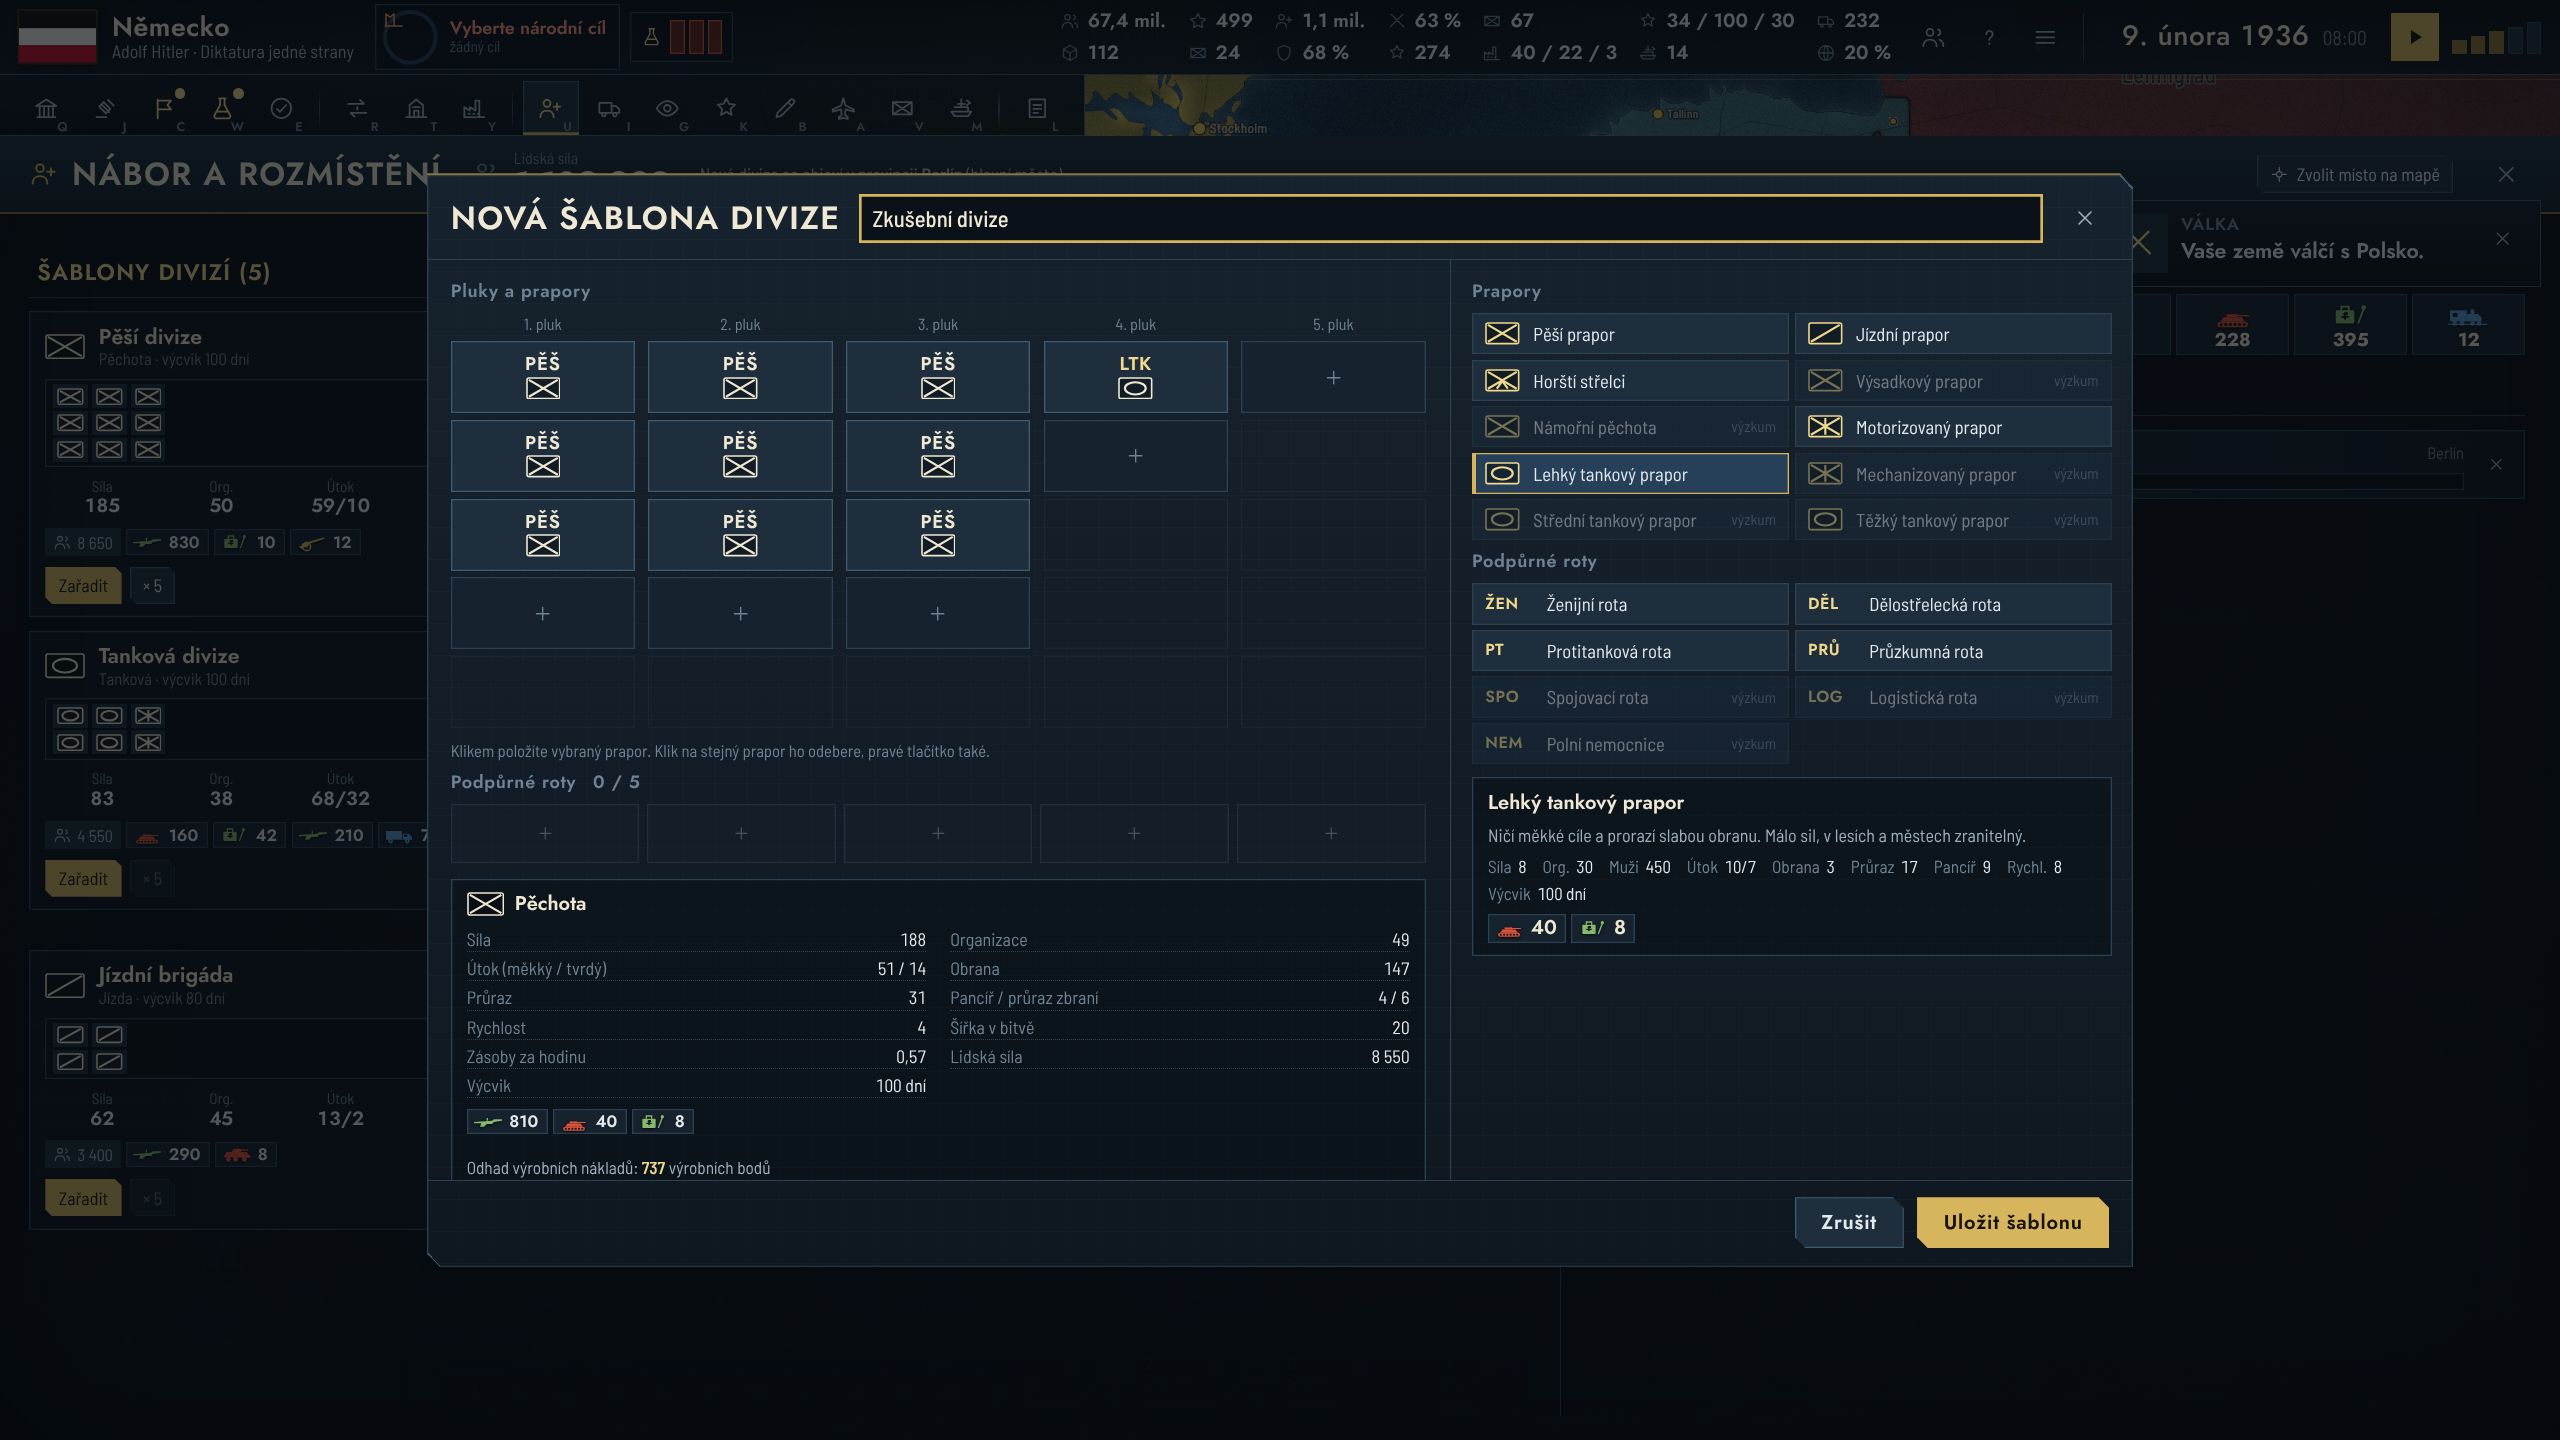 Německo
Adolf Hitler · Diktatura jedné strany
Vyberte národní cíl
žádný cíl
67,4 mil. 499 1,1 mil. 63 % 67 34 / 100 / 30 232
112 24 68 % 274 40 / 22 / 3 14 20 %
?
9. února 1936 08:00
Q J C W E R T Y U I G K B A V M L
Stockholm
Tallinn
Leningrad
NÁBOR A ROZMÍSTĚNÍ
Lidská síla
Zvolit místo na mapě
NOVÁ ŠABLONA DIVIZE
Zkušební divize
VÁLKA
Vaše země válčí s Polsko.
228 395 12
Berlín
ŠABLONY DIVIZÍ (5)
Pěší divize
Pěchota · výcvik 100 dní
Síla Org. Útok
185 50 59/10
8 650 830 10 12
Zařadit × 5
Tanková divize
Tanková · výcvik 100 dní
Síla Org. Útok
83 38 68/32
4 550 160 42 210 7
Zařadit × 5
Jízdní brigáda
Jízda · výcvik 80 dní
Síla Org. Útok
62 45 13/2
3 400 290 8
Zařadit × 5
Pluky a prapory
1. pluk 2. pluk 3. pluk 4. pluk 5. pluk
PĚŠ PĚŠ PĚŠ LTK +
PĚŠ PĚŠ PĚŠ +
PĚŠ PĚŠ PĚŠ
+ + +
Klikem položíte vybraný prapor. Klik na stejný prapor ho odebere, pravé tlačítko také.
Podpůrné roty 0 / 5
+ + + + +
Pěchota
Síla 188 Organizace 49
Útok (měkký / tvrdý) 51 / 14 Obrana 147
Průraz 31 Pancíř / průraz zbraní 4 / 6
Rychlost 4 Šířka v bitvě 20
Zásoby za hodinu 0,57 Lidská síla 8 550
Výcvik 100 dní
810 40 8
Odhad výrobních nákladů: 737 výrobních bodů
Prapory
Pěší prapor Jízdní prapor
Horští střelci Výsadkový prapor výzkum
Námořní pěchota výzkum Motorizovaný prapor
Lehký tankový prapor Mechanizovaný prapor výzkum
Střední tankový prapor výzkum Těžký tankový prapor výzkum
Podpůrné roty
ŽEN Ženijní rota DĚL Dělostřelecká rota
PT Protitanková rota PRŮ Průzkumná rota
SPO Spojovací rota výzkum LOG Logistická rota výzkum
NEM Polní nemocnice výzkum
Lehký tankový prapor
Ničí měkké cíle a prorazí slabou obranu. Málo sil, v lesích a městech zranitelný.
Síla 8 Org. 30 Muži 450 Útok 10/7 Obrana 3 Průraz 17 Pancíř 9 Rychl. 8
Výcvik 100 dní
40 8
Zrušit Uložit šablonu